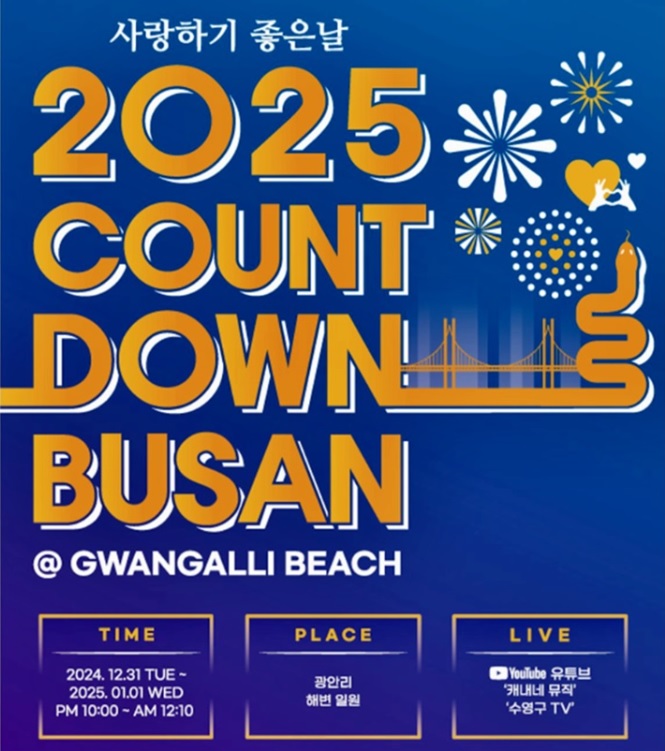 사랑하기 좋은날
2025
COUNT
DOWN
BUSAN
@ GWANGALLI BEACH
TIME
2024. 12.31 TUE ~
2025. 01.01 WED
PM 10:00 ~ AM 12:10
PLACE
광안리
해변 일원
LIVE
YouTube 유튜브
'캐내네 뮤직'
'수영구 TV'